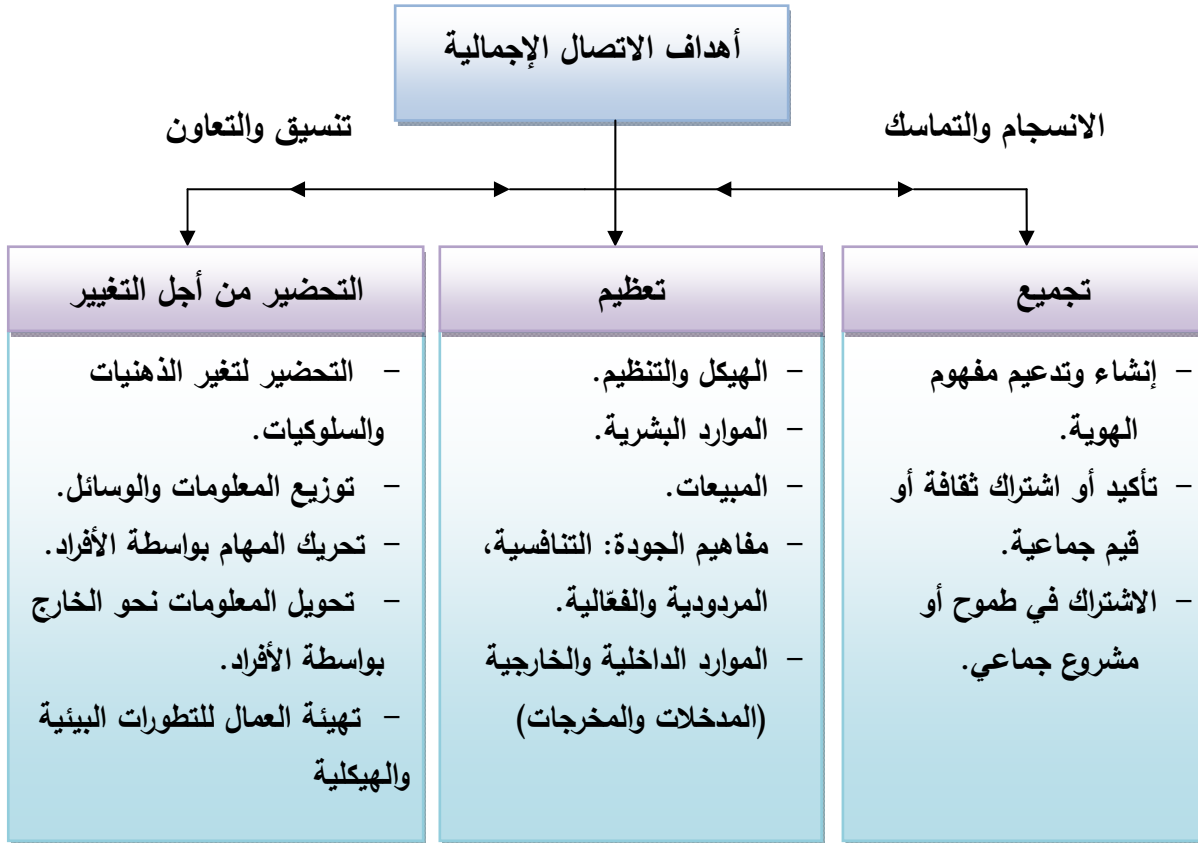 أهداف الاتصال الإجمالية
الانسجام والتماسك
تنسيق والتعاون
تجميع
- إنشاء وتدعيم مفهوم
الهوية.
- تأكيد أو اشتراك ثقافة أو
قيم جماعية.
- الاشتراك في طموح أو
مشروع جماعي.
تعظيم
- الهيكل والتنظيم.
- الموارد البشرية.
- المبيعات.
- مفاهيم الجودة: التنافسية،
المردودية والفعّالية.
- الموارد الداخلية والخارجية
(المدخلات والمخرجات)
التحضير من أجل التغيير
- التحضير لتغير الذهنيات
والسلوكيات.
- توزيع المعلومات والوسائل.
- تحريك المهام بواسطة الأفراد.
- تحويل المعلومات نحو الخارج
بواسطة الأفراد.
- تهيئة العمال للتطورات البيئية
والهيكلية